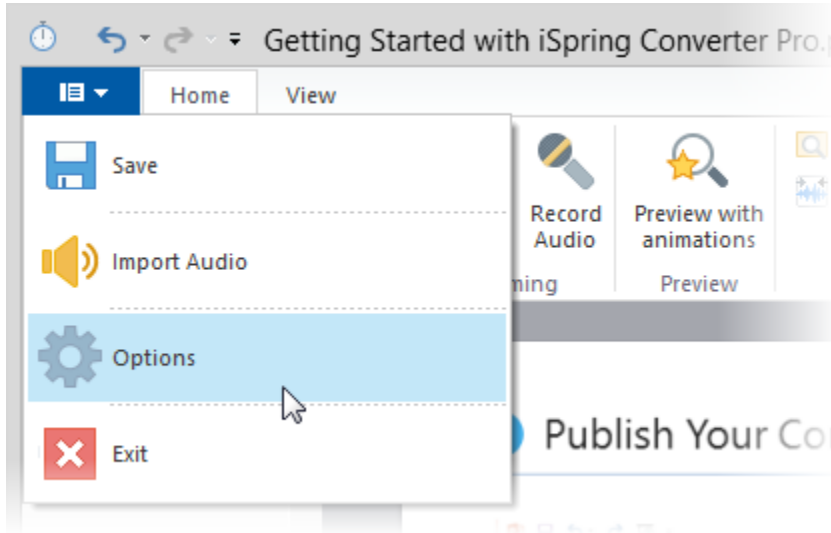 Getting Started with iSpring Converter Pro.
Home View
Save
Import Audio
Options
Exit
Record
Audio
Preview with
animations
Preview
Publish Your Co